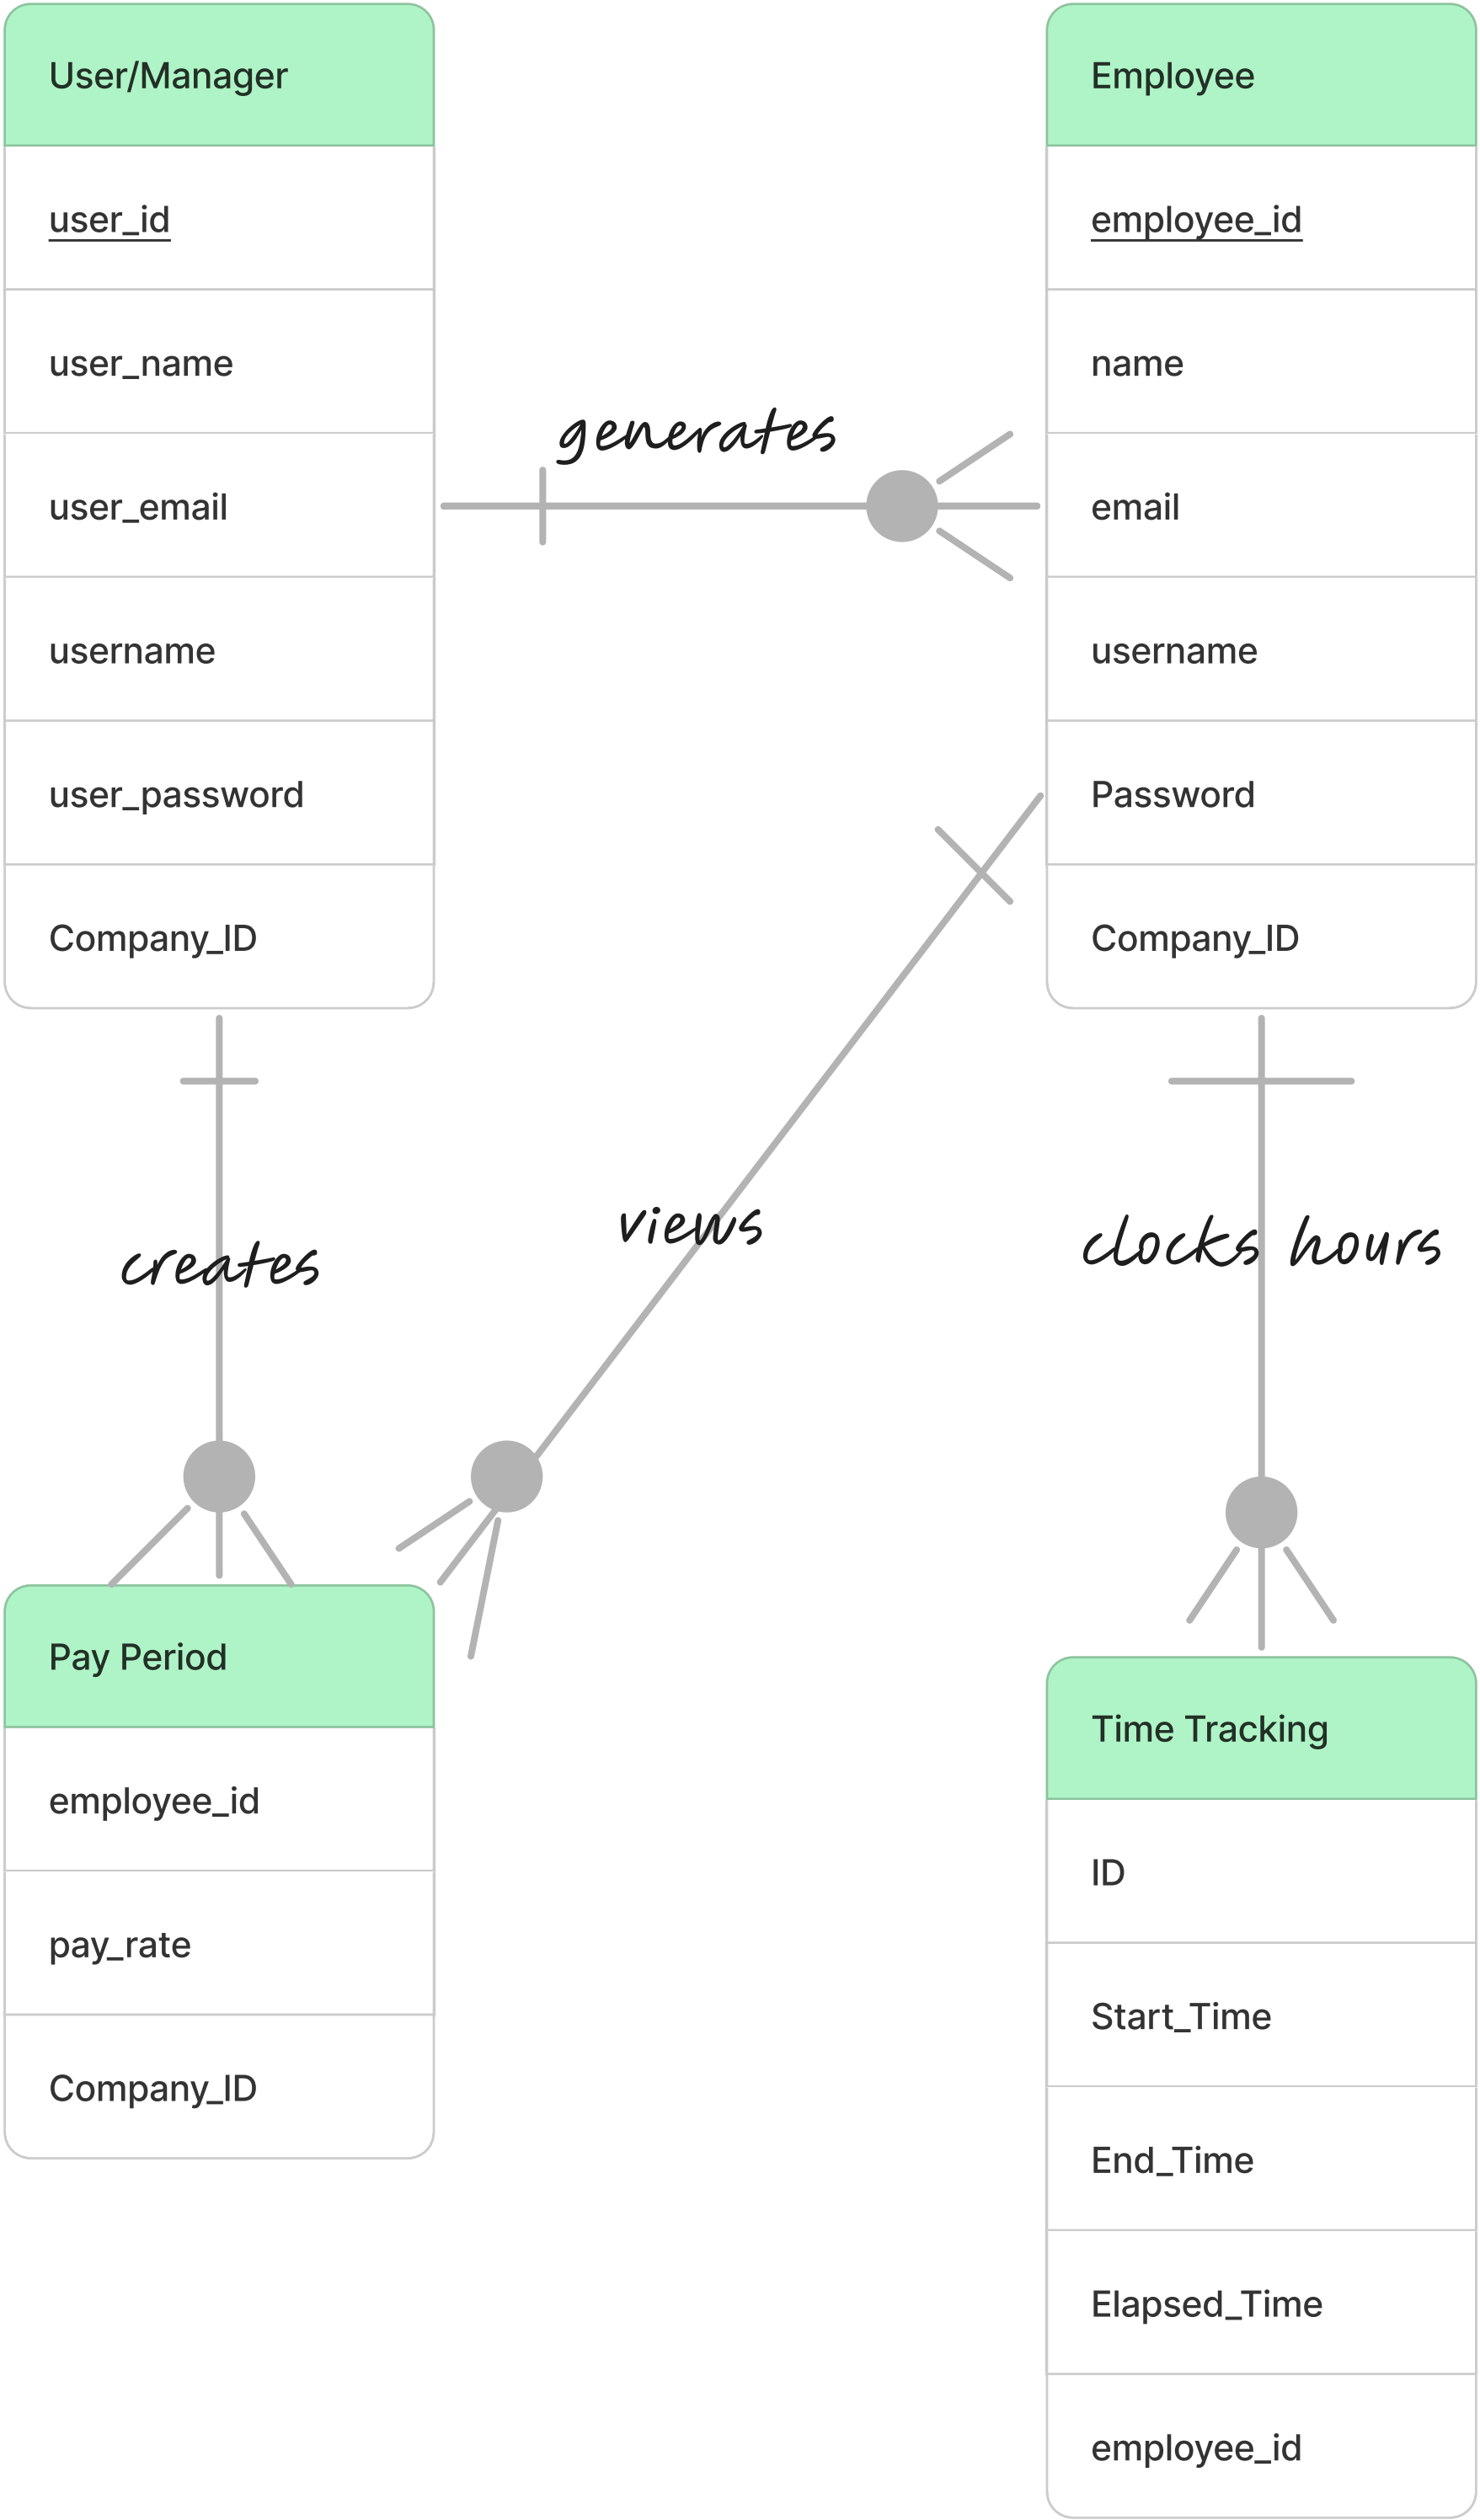 User/Manager
user_id
user_name
user_email
username
user_password
Company_ID
generates
Employee
employee_id
name
email
username
Password
Company_ID
creates
views
clocks hours
Pay Period
employee_id
pay_rate
Company_ID
Time Tracking
ID
Start_Time
End_Time
Elapsed_Time
employee_id